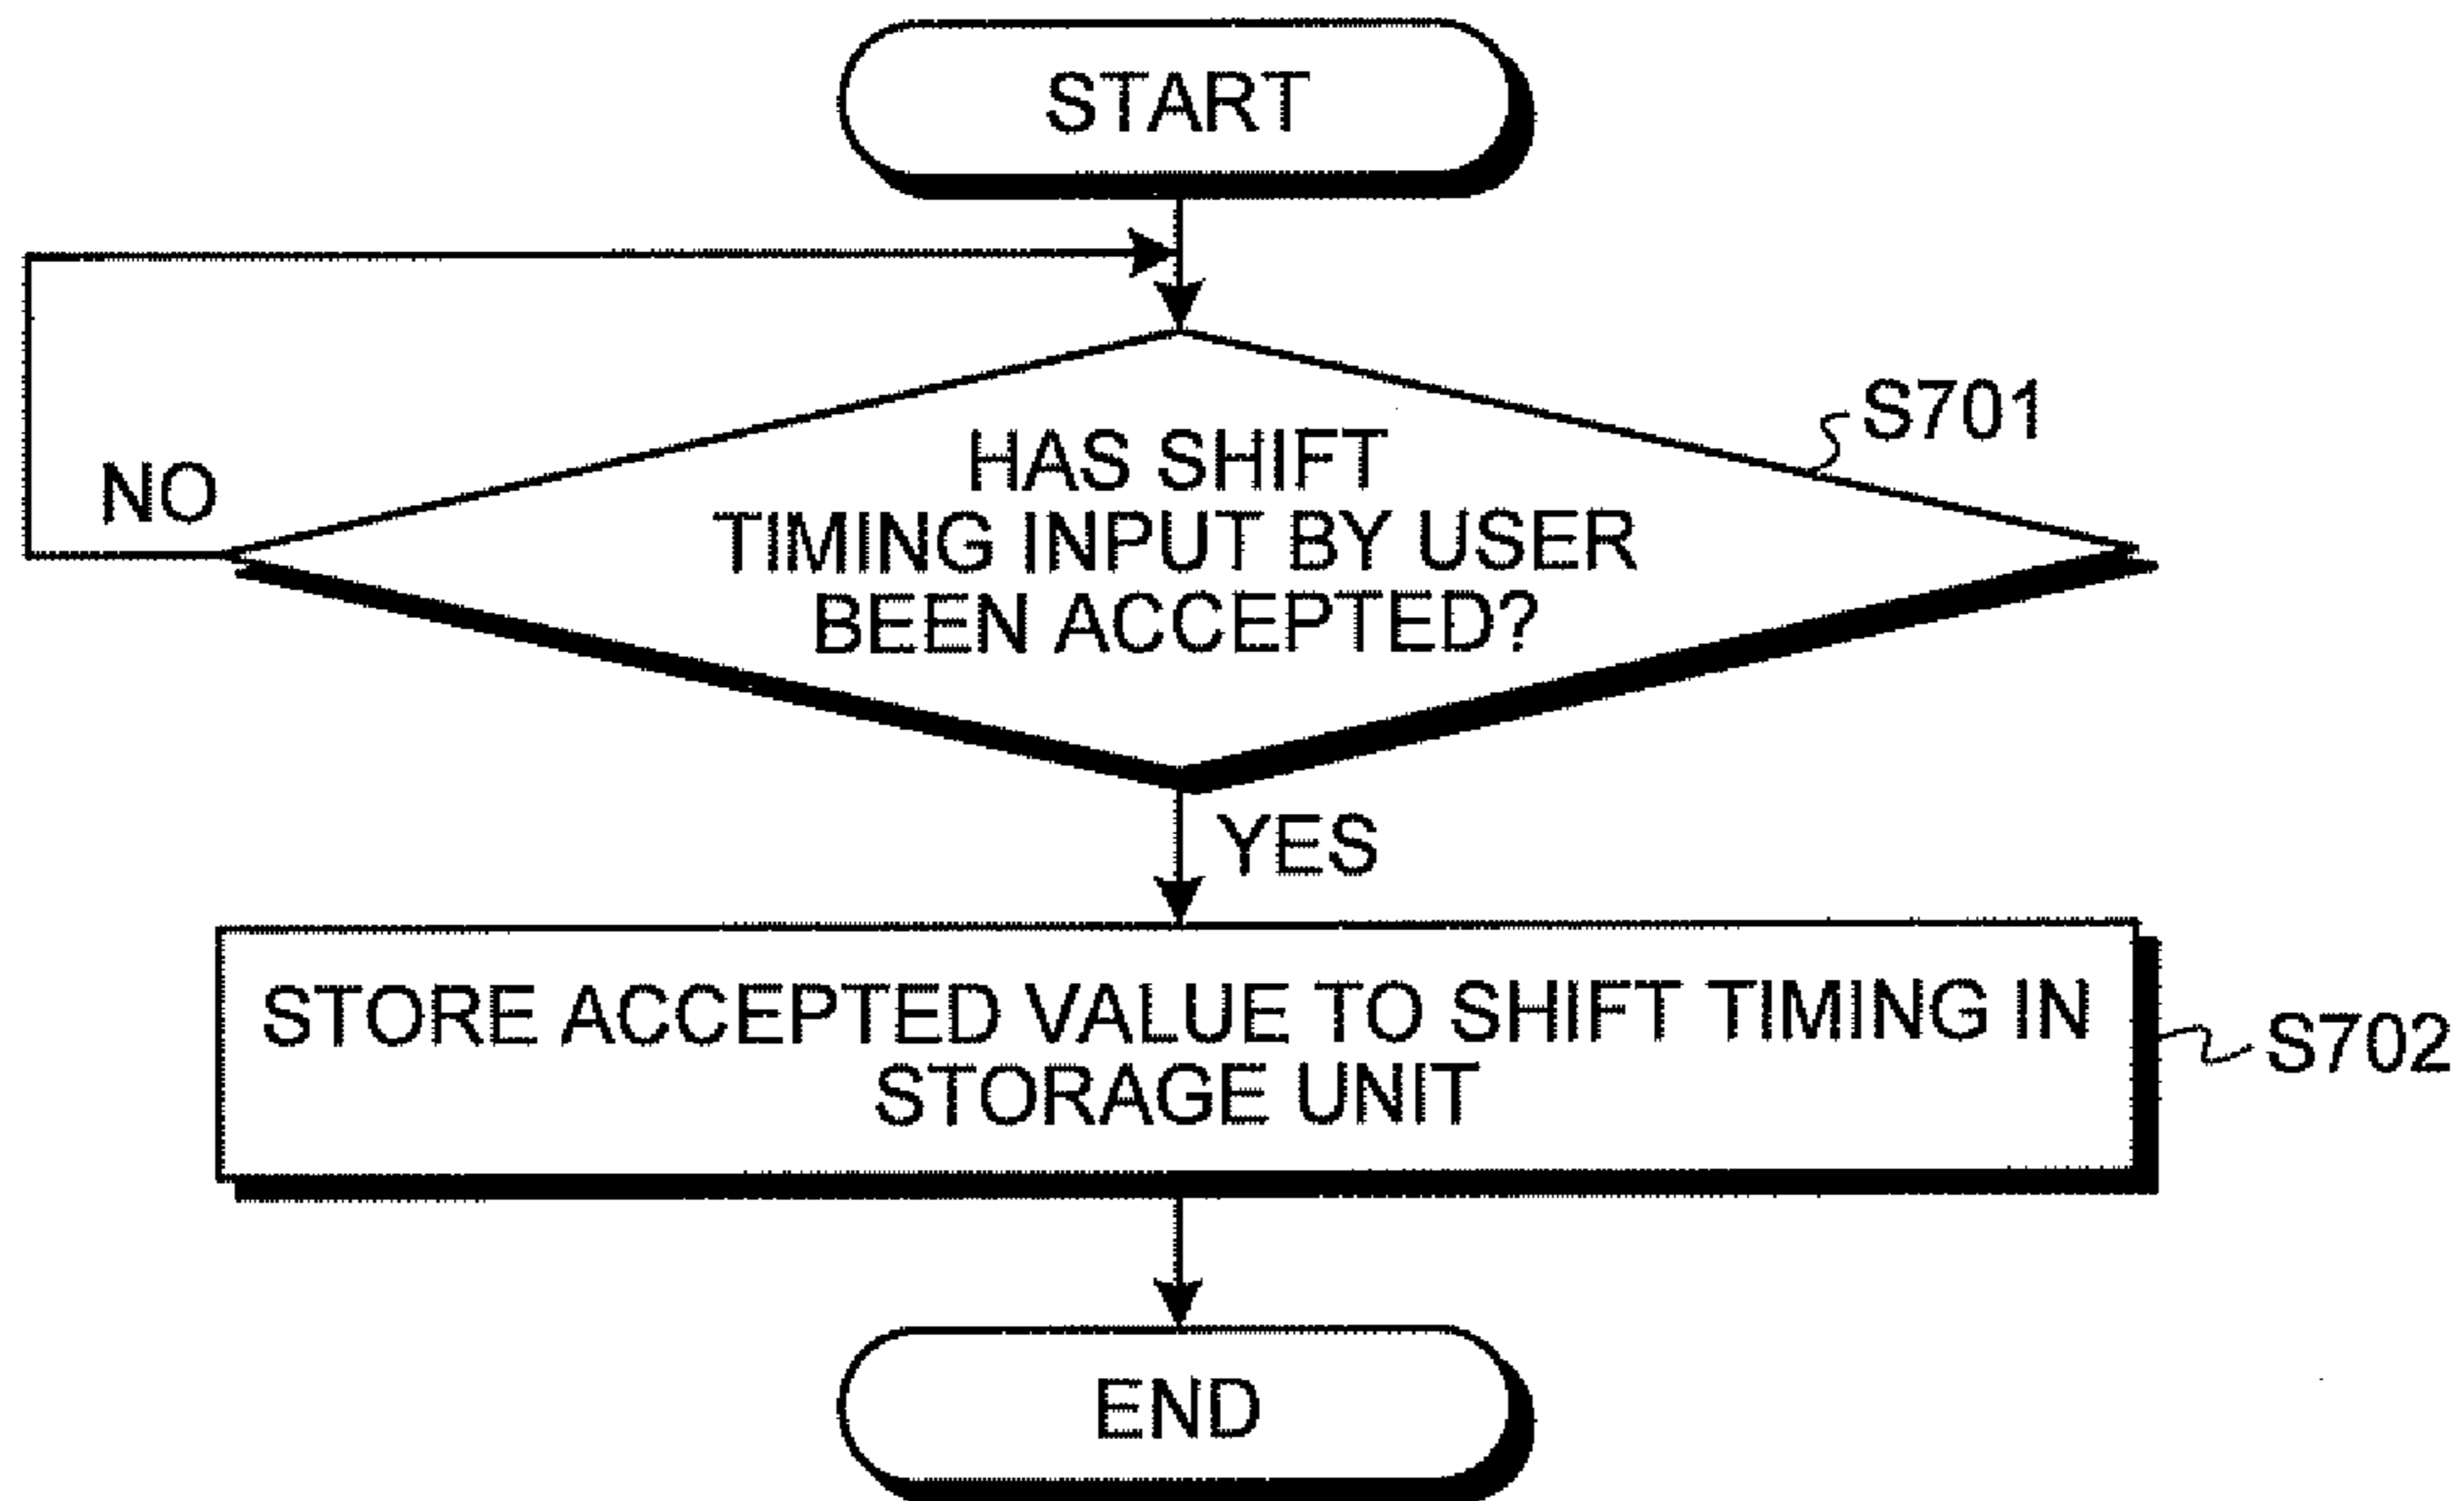 START
S701
HAS SHIFT
TIMING INPUT BY USER
BEEN ACCEPTED?
NO
YES
STORE ACCEPTED VALUE TO SHIFT TIMING IN
STORAGE UNIT
S702
END